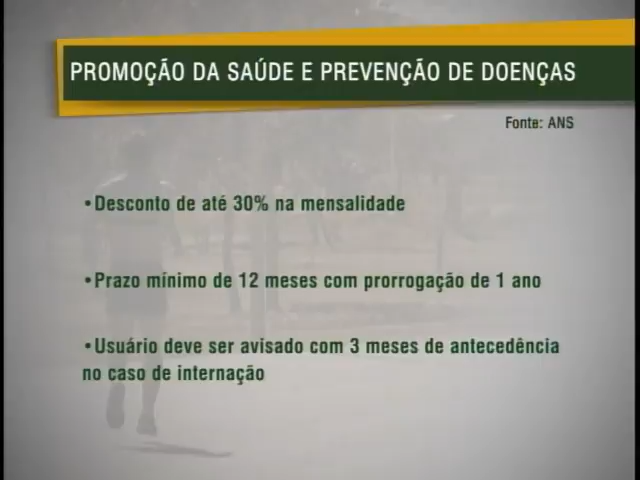 PROMOÇÃO DA SAÚDE E PREVENÇÃO DE DOENÇAS
Fonte: ANS
•Desconto de até 30% na mensalidade
•Prazo mínimo de 12 meses com prorrogação de 1 ano
•Usuário deve ser avisado com 3 meses de antecedência
no caso de internação